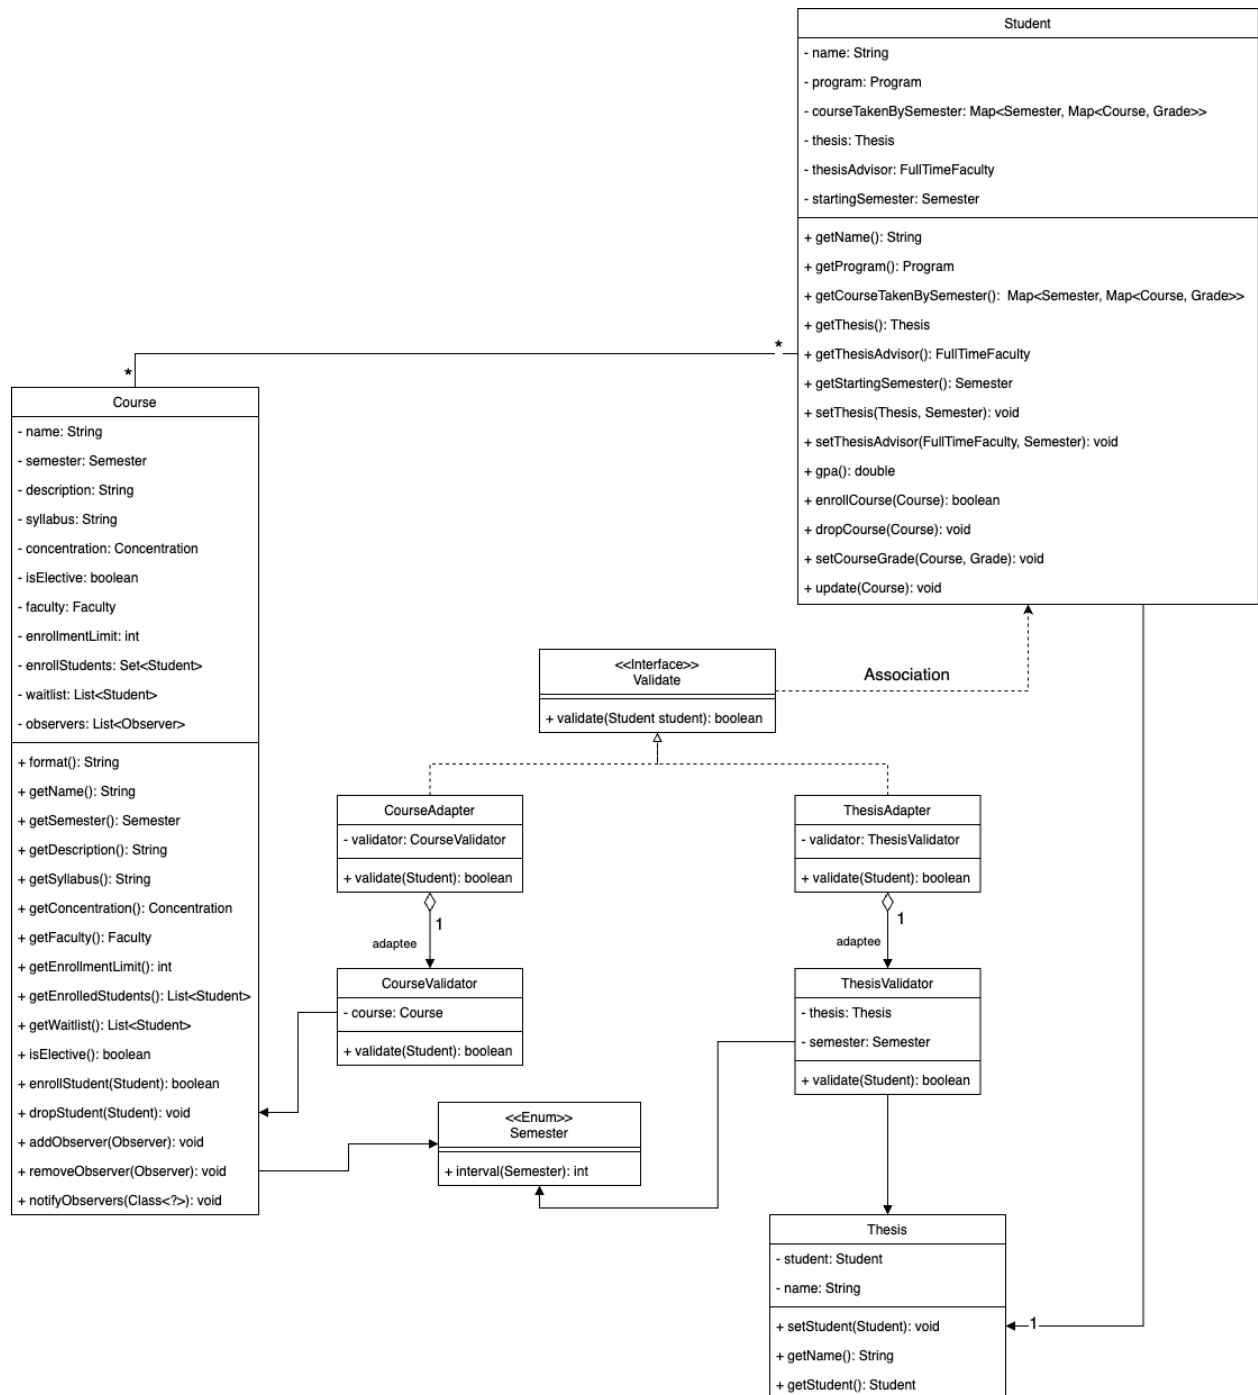 Student
- name: String
- program: Program
- courseTakenBySemester: Map<Semester, Map<Course, Grade>>
- thesis: Thesis
- thesisAdvisor: FullTimeFaculty
- startingSemester: Semester
+ getName(): String
+ getProgram(): Program
+ getCourseTakenBySemester():  Map<Semester, Map<Course, Grade>>
+ getThesis(): Thesis
+ getThesisAdvisor(): FullTimeFaculty
+ getStartingSemester(): Semester
+ setThesis(Thesis, Semester): void
+ setThesisAdvisor(FullTimeFaculty, Semester): void
+ gpa(): double
+ enrollCourse(Course): boolean
+ dropCourse(Course): void
+ setCourseGrade(Course, Grade): void
+ update(Course): void
*
*
Course
- name: String
- semester: Semester
- description: String
- syllabus: String
- concentration: Concentration
- isElective: boolean
- faculty: Faculty
- enrollmentLimit: int
- enrollStudents: Set<Student>
- waitlist: List<Student>
- observers: List<Observer>
+ format(): String
+ getName(): String
+ getSemester(): Semester
+ getDescription(): String
+ getSyllabus(): String
+ getConcentration(): Concentration
+ getFaculty(): Faculty
+ getEnrollmentLimit(): int
+ getEnrolledStudents(): List<Student>
+ getWaitlist(): List<Student>
+ isElective(): boolean
+ enrollStudent(Student): boolean
+ dropStudent(Student): void
+ addObserver(Observer): void
+ removeObserver(Observer): void
+ notifyObservers(Class<?>): void
<<Interface>>
Validate
+ validate(Student student): boolean
Association
CourseAdapter
- validator: CourseValidator
+ validate(Student): boolean
1
adaptee
CourseValidator
- course: Course
+ validate(Student): boolean
ThesisAdapter
- validator: ThesisValidator
+ validate(Student): boolean
1
adaptee
ThesisValidator
- thesis: Thesis
- semester: Semester
+ validate(Student): boolean
<<Enum>>
Semester
+ interval(Semester): int
Thesis
- student: Student
- name: String
+ setStudent(Student): void
+ getName(): String
+ getStudent(): Student
1